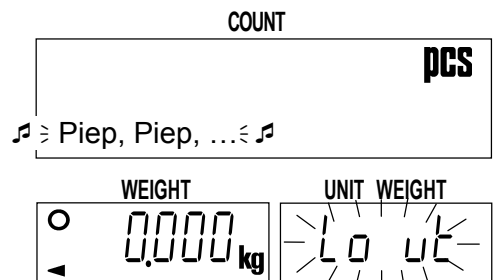 COUNT
pcs
Piep, Piep, …
WEIGHT
UNIT WEIGHT
0.000 kg
Lo ut